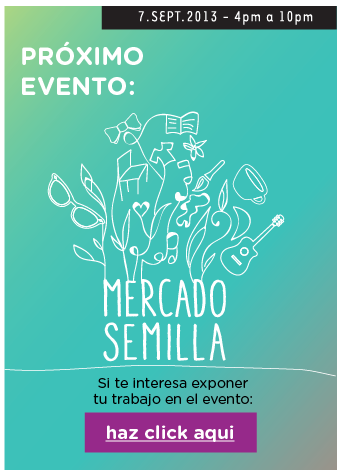 7.SEPT.2013 - 4pm a 10pm
PRÓXIMO
EVENTO:
MERCADO
SEMILLA
Si te interesa exponer
tu trabajo en el evento:
haz click aqui